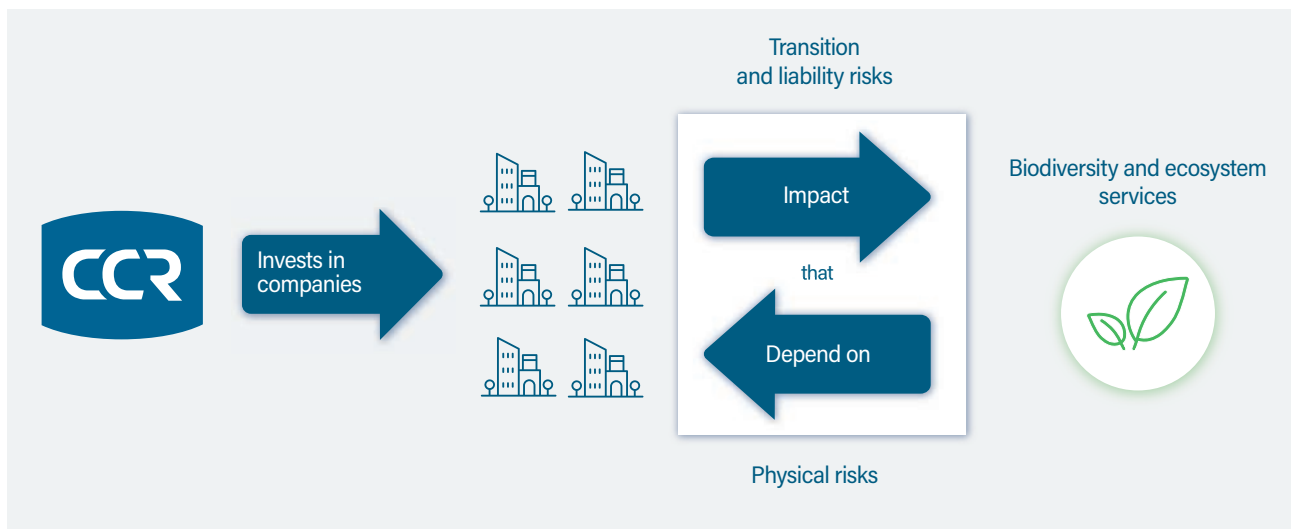 CCR
Invests in
companies
Transition
and liability risks
Impact
that
Depend on
Physical risks
Biodiversity and ecosystem
services